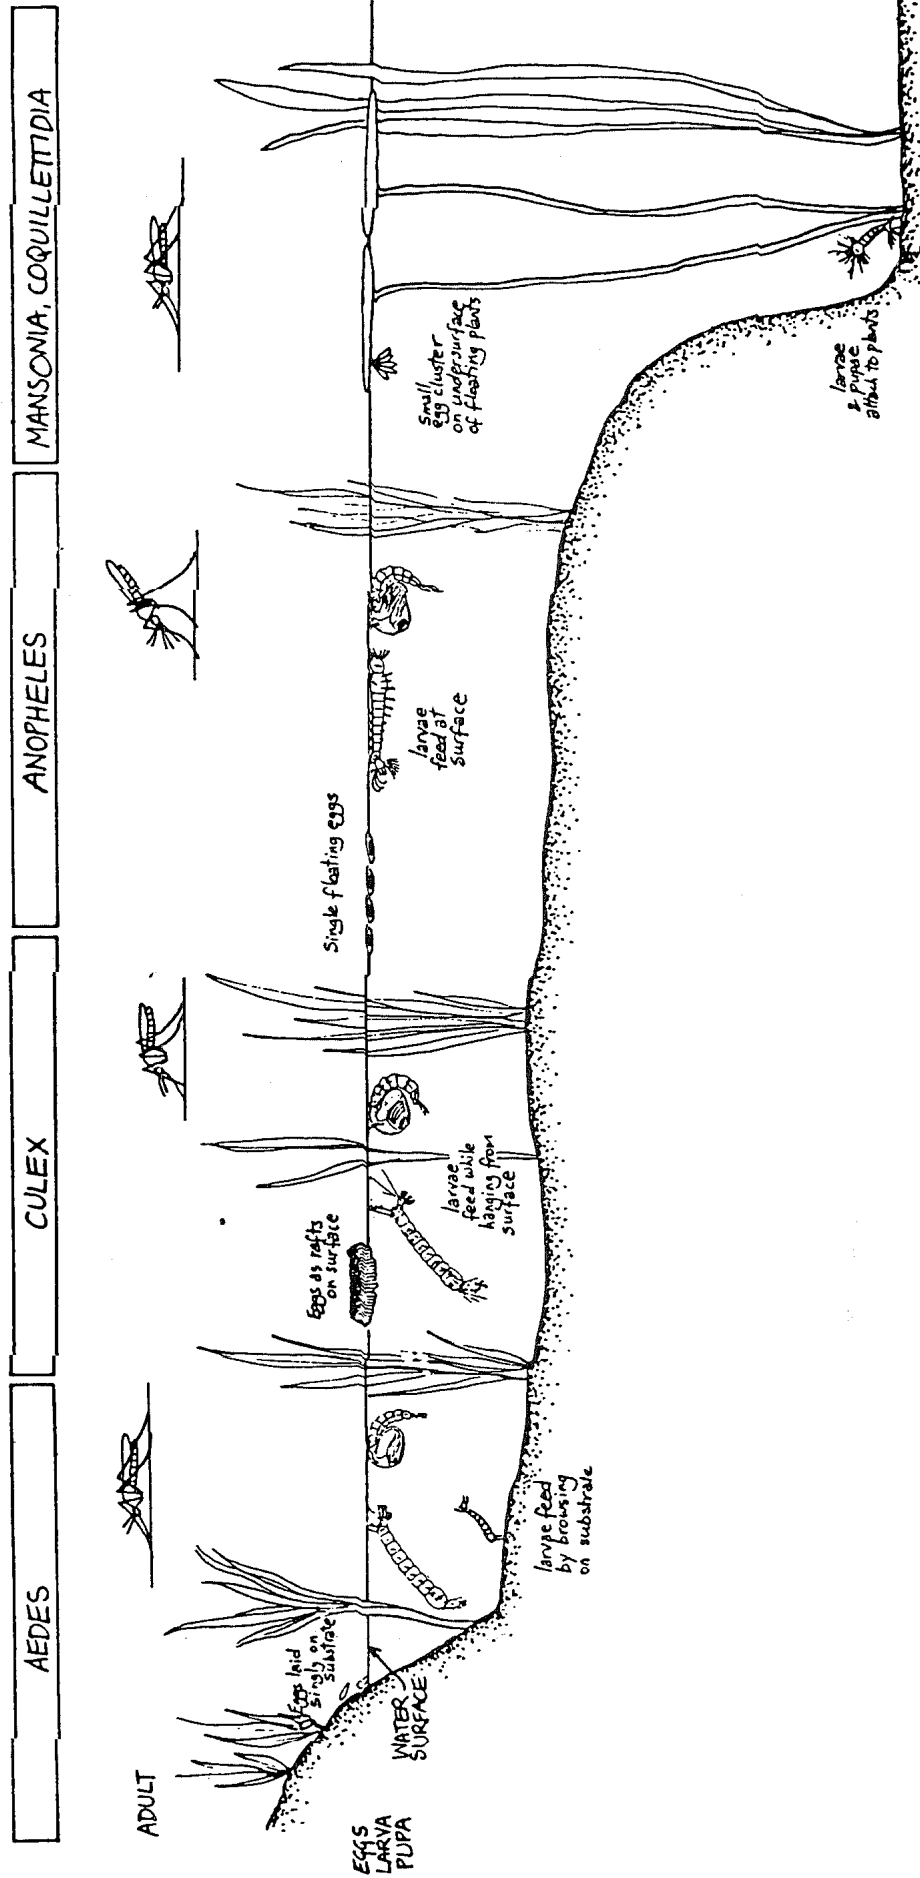 AEDES
CULEX
ANOPHELES
MANSONIA, COQUILLETTIDIA
ADULT
EGGS
LARVA
PUPA
Eggs laid
singly on
substrate
WATER
SURFACE
larvae feed
by browsing
on substrate
Eggs as rafts
on surface
larvae
feed while
hanging from
surface
Single floating eggs
larvae
feed at
surface
Small
egg cluster
on undersurface
of floating plants
larvae
& pupae
attach to plants